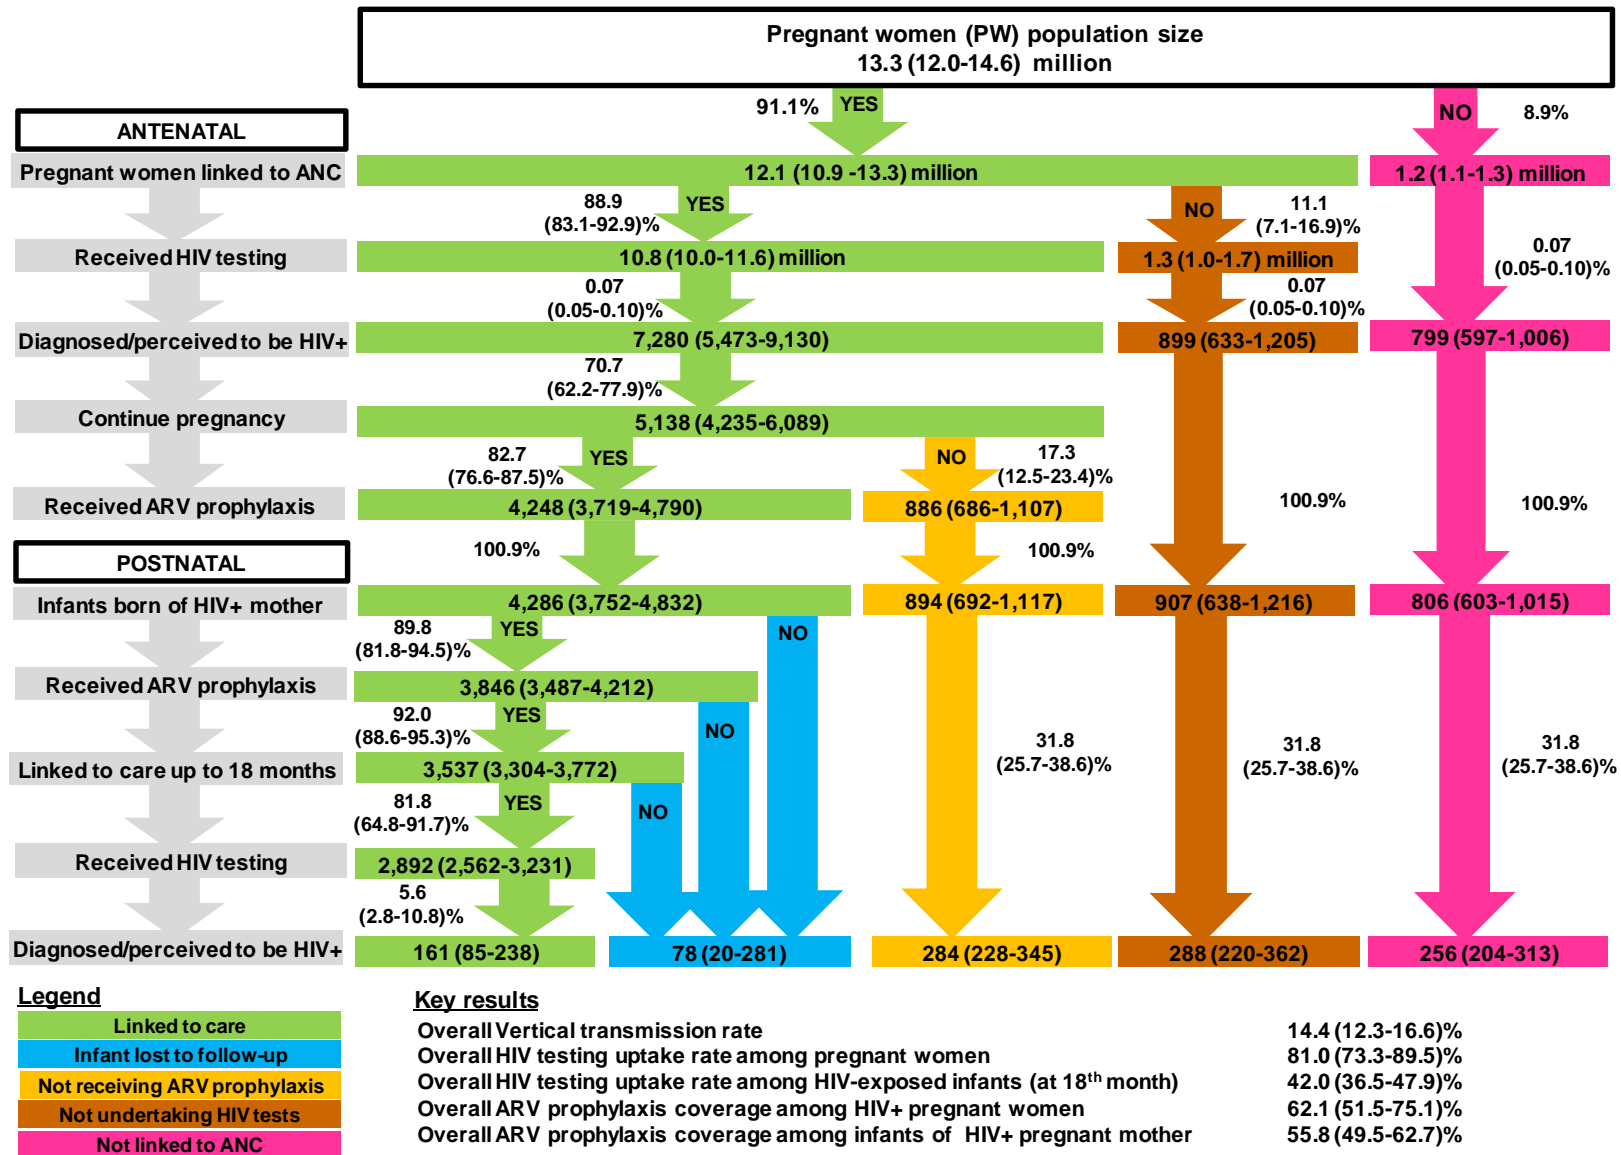 Pregnant women (PW) population size
13.3 (12.0-14.6) million
91.1% YES
NO 8.9%
ANTENATAL
Pregnant women linked to ANC
12.1 (10.9 -13.3) million
1.2 (1.1-1.3) million
88.9
(83.1-92.9)%
YES
NO
11.1
(7.1-16.9)%
Received HIV testing
10.8 (10.0-11.6) million
1.3 (1.0-1.7) million
0.07
(0.05-0.10)%
0.07
(0.05-0.10)%
0.07
(0.05-0.10)%
Diagnosed/perceived to be HIV+
7,280 (5,473-9,130)
899 (633-1,205)
799 (597-1,006)
70.7
(62.2-77.9)%
Continue pregnancy
5,138 (4,235-6,089)
82.7
(76.6-87.5)%
YES
NO
17.3
(12.5-23.4)%
Received ARV prophylaxis
4,248 (3,719-4,790)
886 (686-1,107)
100.9%
100.9%
100.9%
100.9%
POSTNATAL
Infants born of HIV+ mother
4,286 (3,752-4,832)
894 (692-1,117)
907 (638-1,216)
806 (603-1,015)
89.8
(81.8-94.5)%
YES
NO
Received ARV prophylaxis
3,846 (3,487-4,212)
92.0
(88.6-95.3)%
YES
NO
31.8
(25.7-38.6)%
31.8
(25.7-38.6)%
31.8
(25.7-38.6)%
Linked to care up to 18 months
3,537 (3,304-3,772)
81.8
(64.8-91.7)%
YES
NO
Received HIV testing
2,892 (2,562-3,231)
5.6
(2.8-10.8)%
Diagnosed/perceived to be HIV+
161 (85-238)
78 (20-281)
284 (228-345)
288 (220-362)
256 (204-313)
Legend
Linked to care
Infant lost to follow-up
Not receiving ARV prophylaxis
Not undertaking HIV tests
Not linked to ANC
Key results
Overall Vertical transmission rate 14.4 (12.3-16.6)%
Overall HIV testing uptake rate among pregnant women 81.0 (73.3-89.5)%
Overall HIV testing uptake rate among HIV-exposed infants (at 18th month) 42.0 (36.5-47.9)%
Overall ARV prophylaxis coverage among HIV+ pregnant women 62.1 (51.5-75.1)%
Overall ARV prophylaxis coverage among infants of HIV+ pregnant mother 55.8 (49.5-62.7)%